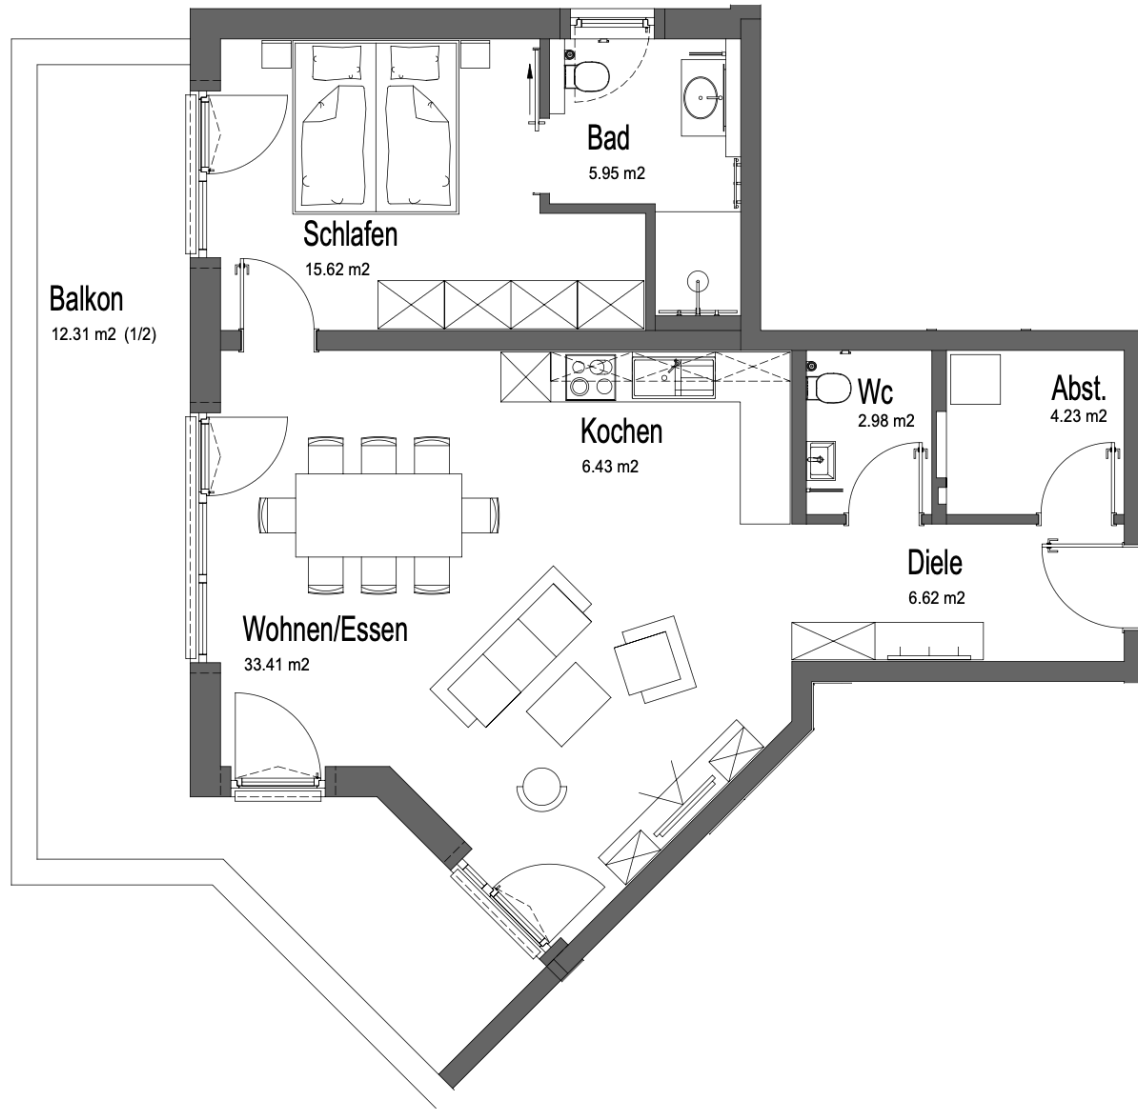 Bad
5.95 m2
Schlafen
15.62 m2
Balkon
12.31 m2 (1/2)
Wc
2.98 m2
Abst.
4.23 m2
Kochen
6.43 m2
Diele
6.62 m2
Wohnen/Essen
33.41 m2